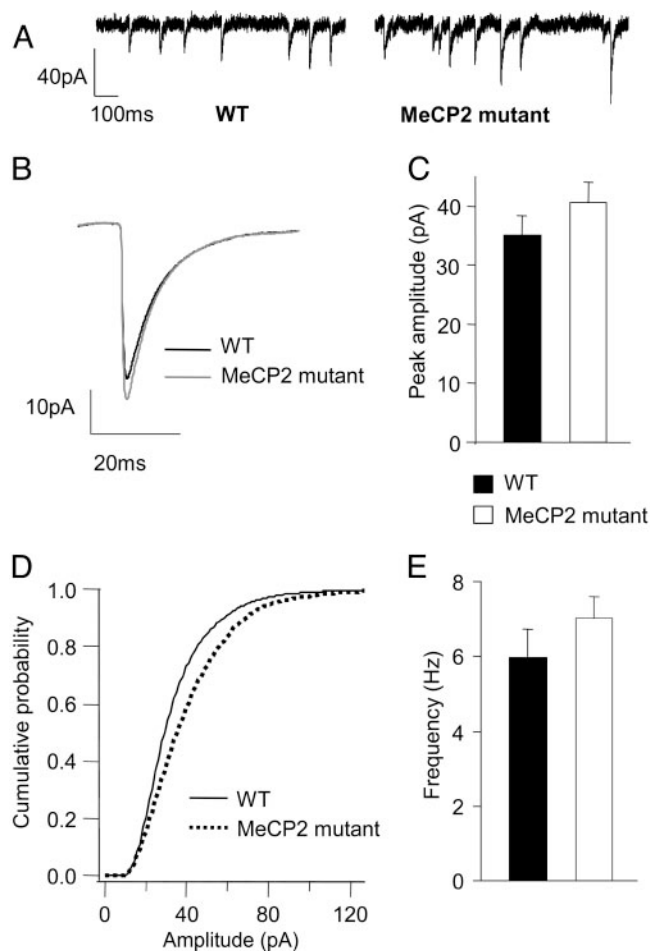 A
40pA
100ms
WT
MeCP2 mutant
B
WT
MeCP2 mutant
10pA
20ms
C
Peak amplitude (pA)
40
30
20
10
0
WT
MeCP2 mutant
D
Cumulative probability
1.0
0.8
0.6
0.4
0.2
0.0
WT
MeCP2 mutant
0 40 80 120
Amplitude (pA)
E
Frequency (Hz)
8
6
4
2
0